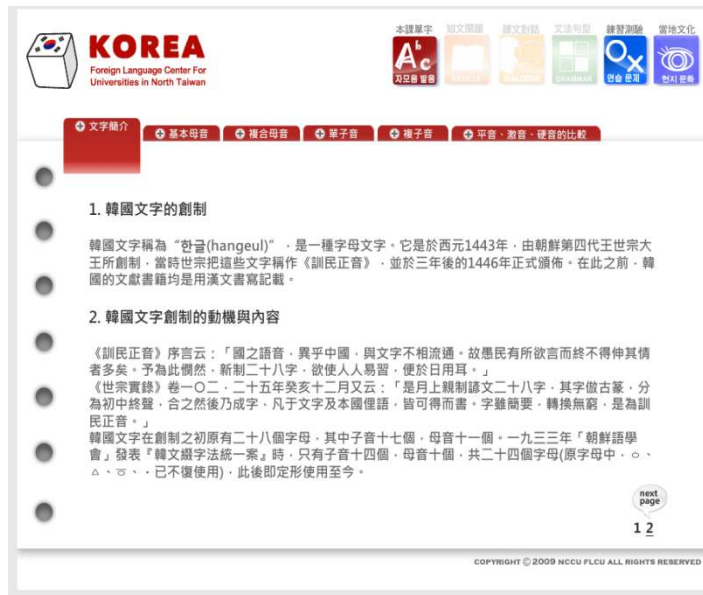 本課單字 短文閱讀 課文對話 文法句型 練習測驗 當地文化
KOREA
Foreign Language Center For
Universities in North Taiwan
자모음 발음 ARTICLE DIALOGUE GRAMMAR 연습 문제 현지 문화
文字簡介 基本母音 複合母音 單子音 複子音 平音、激音、硬音的比較
1. 韓國文字的創制
韓國文字稱為“한글(hangeul)”，是一種字母文字。它是於西元1443年，由朝鮮第四代王世宗大
王所創制，當時世宗把這些文字稱作《訓民正音》，並於三年後的1446年正式頒佈。在此之前，韓
國的文獻書籍均是用漢文書寫記載。
2. 韓國文字創制的動機與內容
《訓民正音》序言云：「國之語音，異乎中國，與文字不相流通。故愚民有所欲言而終不得伸其情
者多矣。予為此憫然，新制二十八字，欲使人人易習，便於日用耳。」
《世宗實錄》卷一○二，二十五年癸亥十二月又云：「是月上親制諺文二十八字，其字倣古篆，分
為初中終聲，合之然後乃成字，凡于文字及本國俚語，皆可得而書。字雖簡要，轉換無窮，是為訓
民正音。」
韓國文字在創制之初原有二十八個字母，其中子音十七個，母音十一個。一九三三年「朝鮮語學
會」發表『韓文綴字法統一案』時，只有子音十四個，母音十個，共二十四個字母(原字母中，ㆁ、
ㅿ、ㆆ、ㆍ已不復使用)，此後即定形使用至今。
next
page
1 2
COPYRIGHT © 2009 NCCU FLCU ALL RIGHTS RESERVED